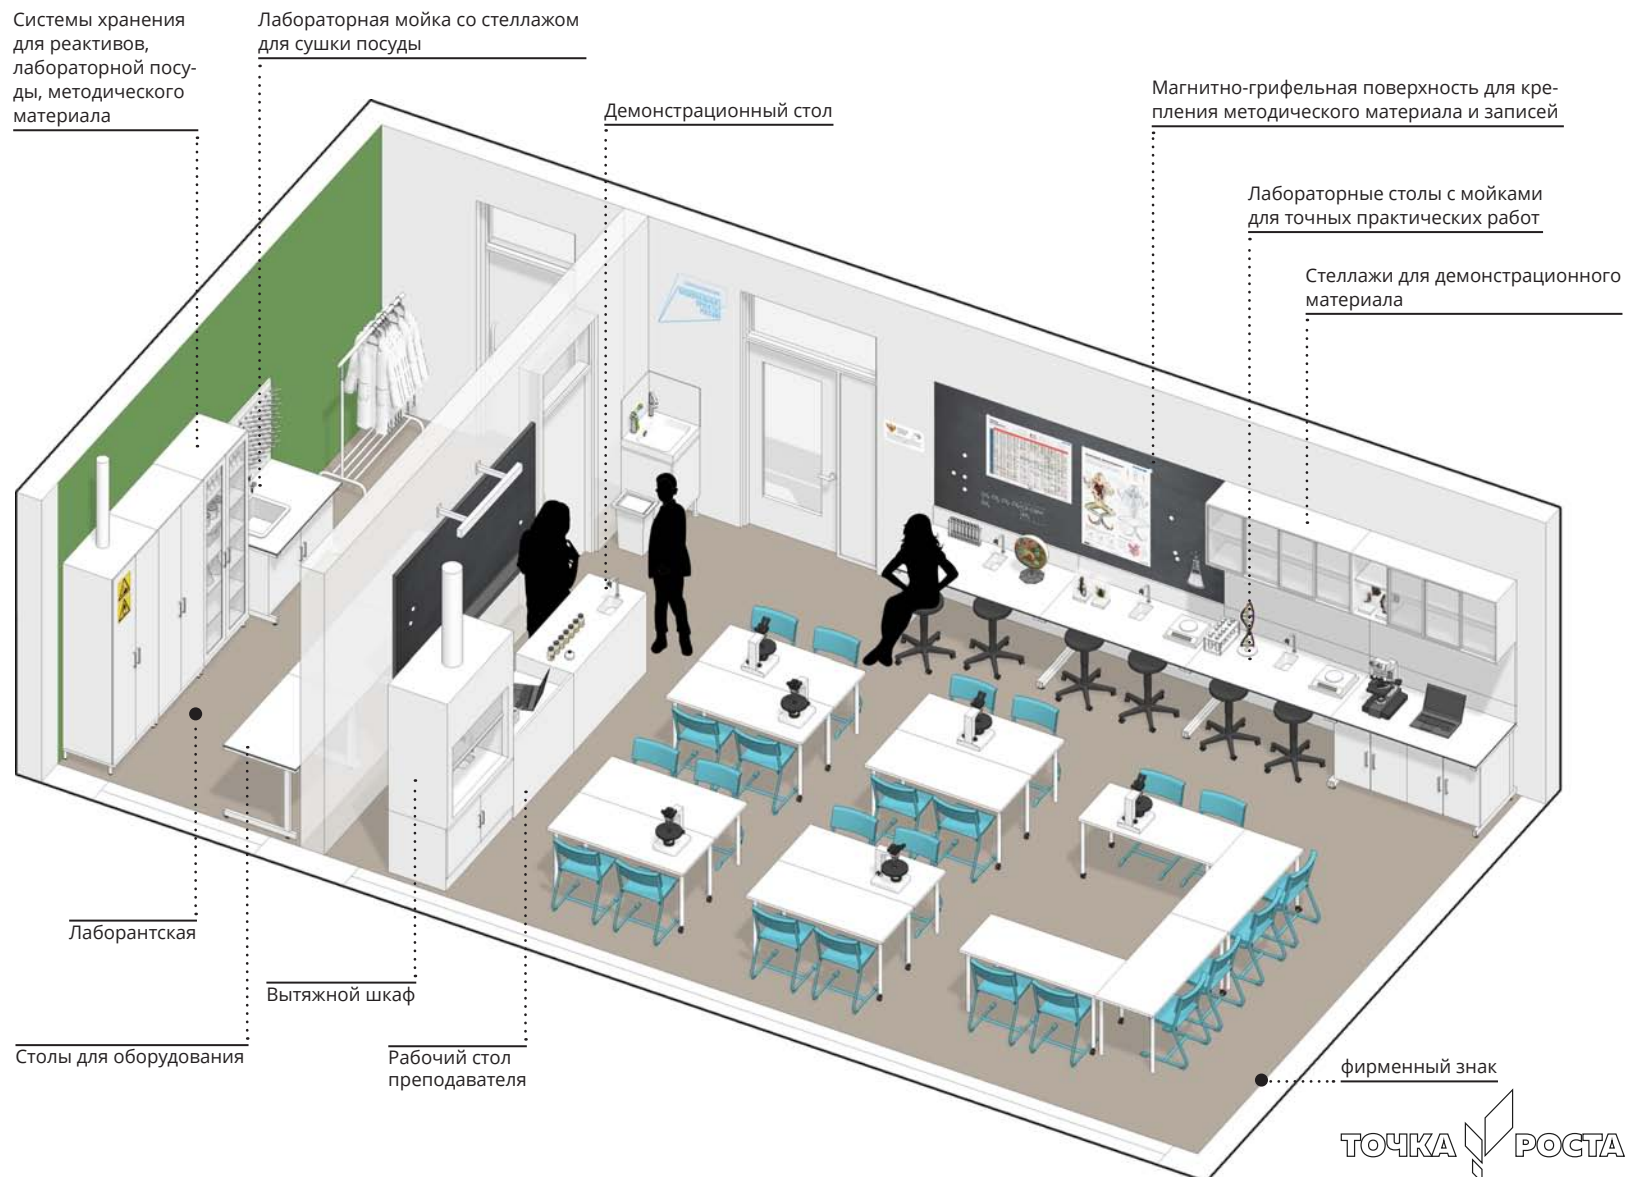 Системы хранения
для реактивов,
лабораторной посу-
ды, методического
материала
Лабораторная мойка со стеллажом
для сушки посуды
Демонстрационный стол
Магнитно-грифельная поверхность для кре-
пления методического материала и записей
Лабораторные столы с мойками
для точных практических работ
Стеллажи для демонстрационного
материала
Лаборантская
Вытяжной шкаф
Столы для оборудования
Рабочий стол
преподавателя
фирменный знак
ТОЧКА РОСТА